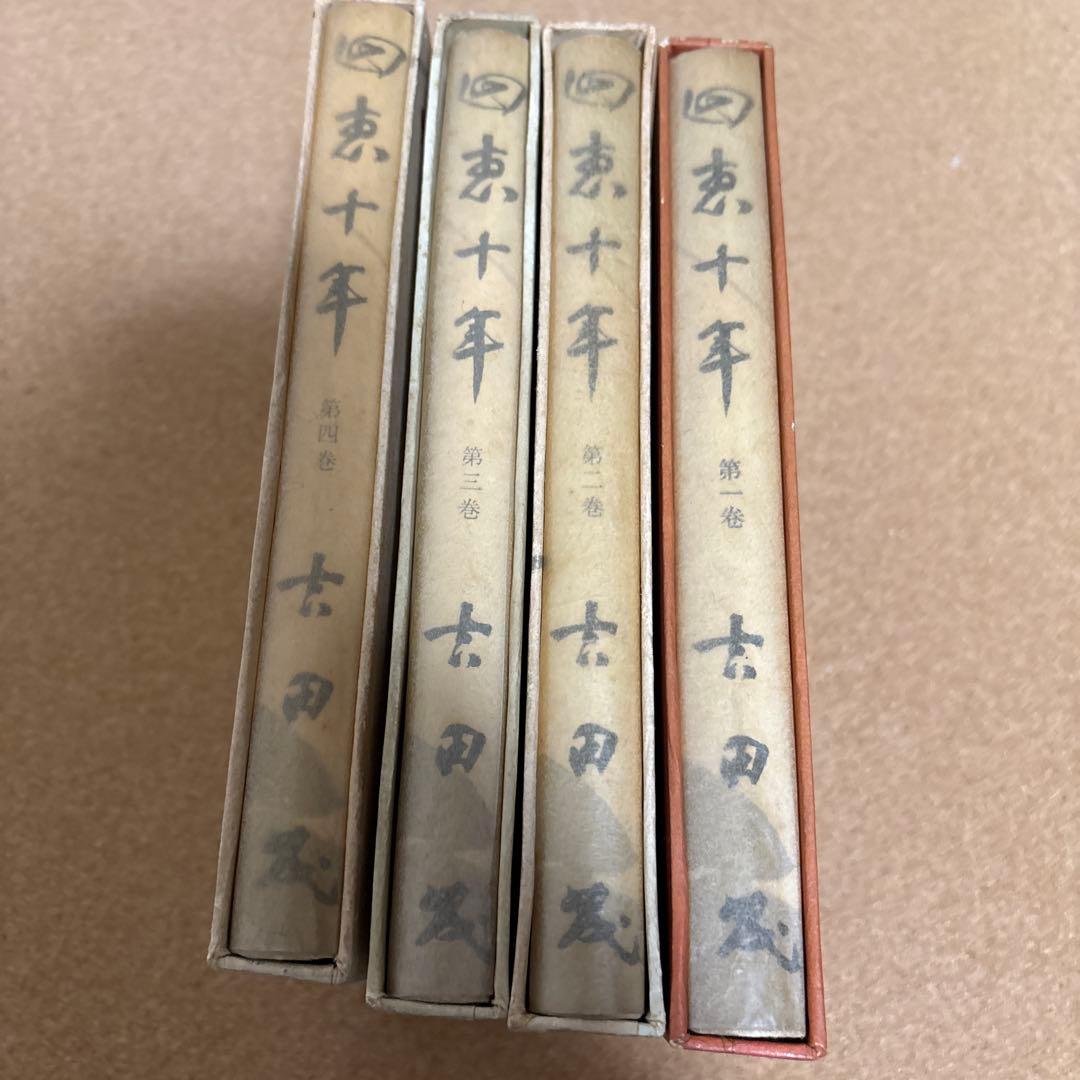 回想十年 第一巻 吉田茂
回想十年 第二巻 吉田茂
回想十年 第三巻 吉田茂
回想十年 第四巻 吉田茂